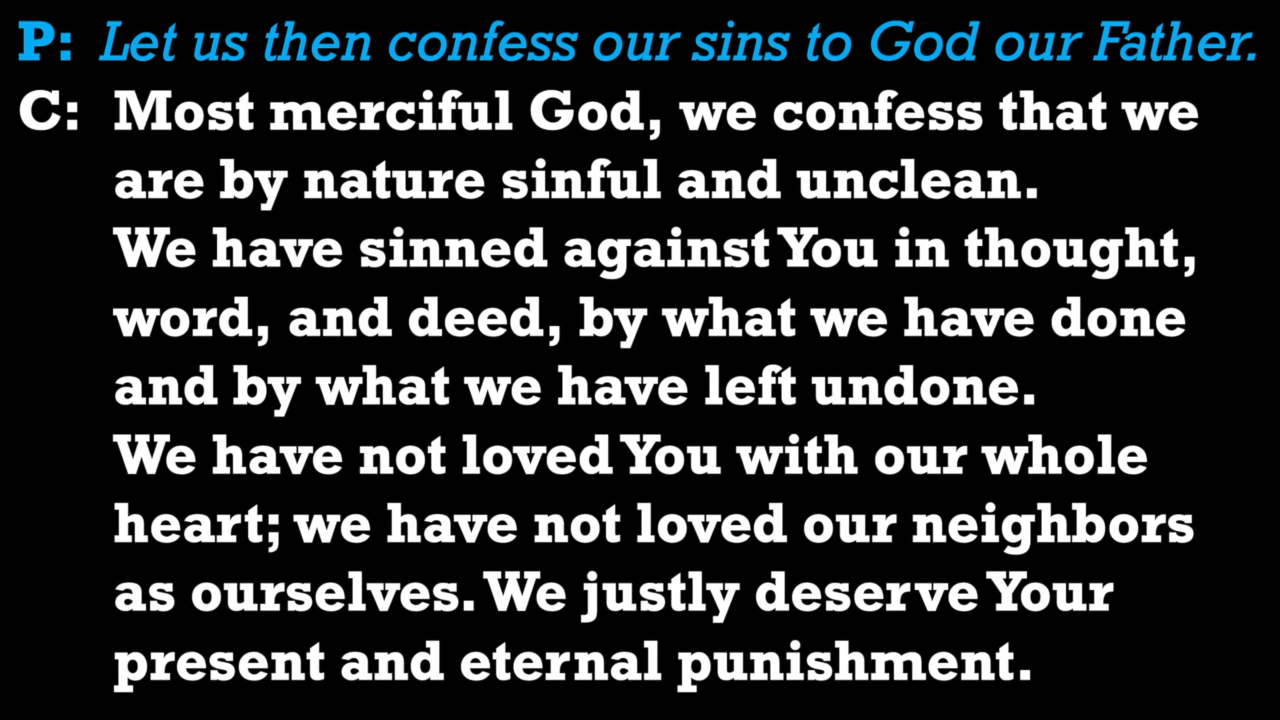 P: Let us then confess our sins to God our Father.
C: Most merciful God, we confess that we
are by nature sinful and unclean.
We have sinned against You in thought,
word, and deed, by what we have done
and by what we have left undone.
We have not loved You with our whole
heart; we have not loved our neighbors
as ourselves. We justly deserve Your
present and eternal punishment.